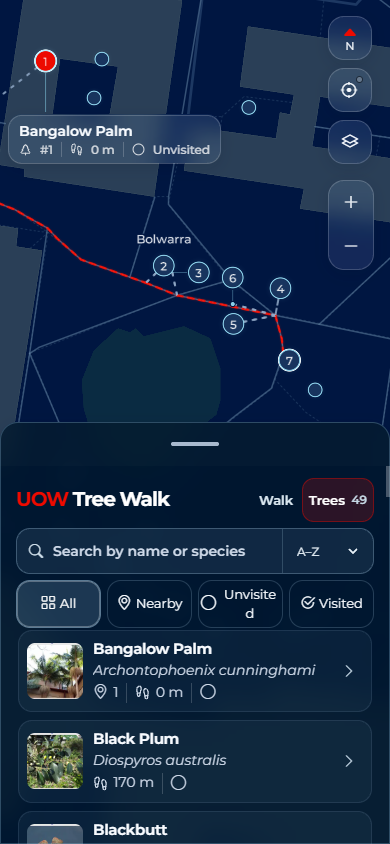 1
N
Bangalow Palm
#1 0 m Unvisited
Bolwarra
2
3
6
4
5
7
UOW Tree Walk
Walk
Trees 49
Search by name or species
A–Z
All
Nearby
Unvisite
d
Visited
Bangalow Palm
Archontophoenix cunninghami
1 0 m
Black Plum
Diospyros australis
170 m
Blackbutt